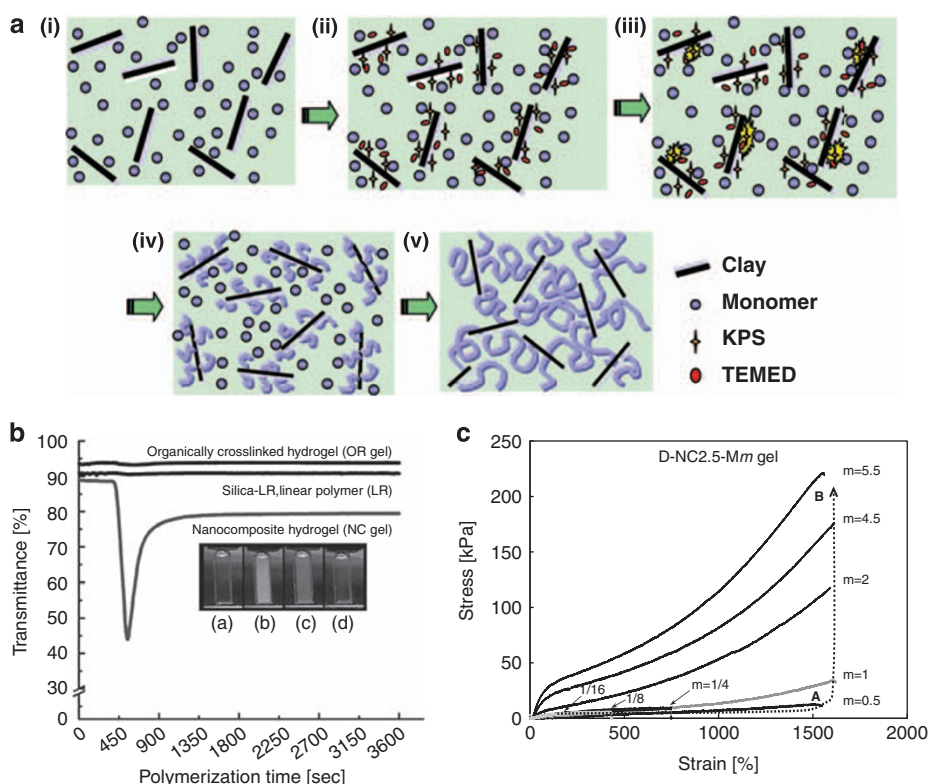 a (i) (ii) (iii)
(iv) (v)
Clay
Monomer
KPS
TEMED
b
100
90
80
70
60
50
40
30
0
Transmittance [%]
Organically crosslinked hydrogel (OR gel)
Silica-LR,linear polymer (LR)
Nanocomposite hydrogel (NC gel)
(a) (b) (c) (d)
0 450 900 1350 1800 2250 2700 3150 3600
Polymerization time [sec]
c
250
200
150
100
50
0
Stress [kPa]
D-NC2.5-Mm gel
m=5.5
B
m=4.5
m=2
m=1
1/16
1/8
m=1/4
A
m=0.5
0 500 1000 1500 2000
Strain [%]